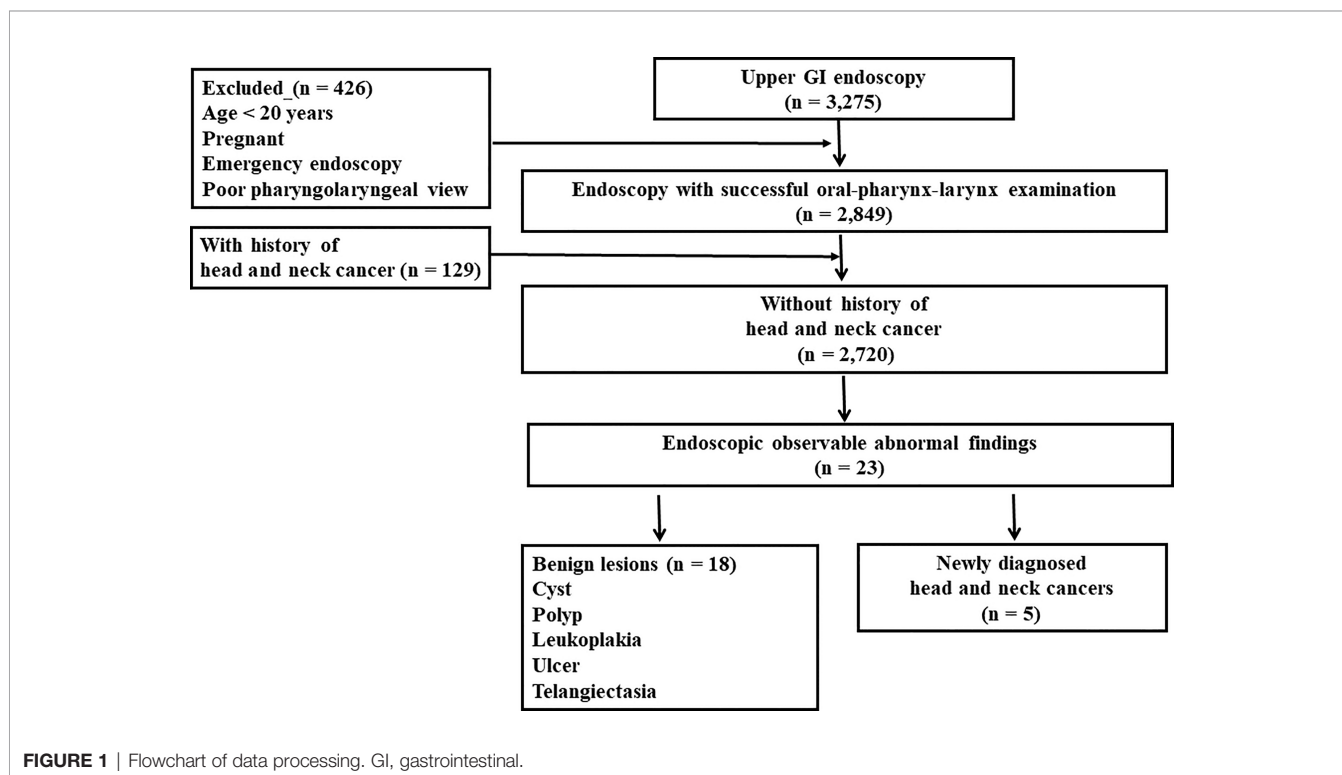 Excluded_(n = 426)
Age < 20 years
Pregnant
Emergency endoscopy
Poor pharyngolaryngeal view
Upper GI endoscopy
(n = 3,275)
Endoscopy with successful oral-pharynx-larynx examination
(n = 2,849)
With history of
head and neck cancer (n = 129)
Without history of
head and neck cancer
(n = 2,720)
Endoscopic observable abnormal findings
(n = 23)
Benign lesions (n = 18)
Cyst
Polyp
Leukoplakia
Ulcer
Telangiectasia
Newly diagnosed
head and neck cancers
(n = 5)
FIGURE 1 | Flowchart of data processing. GI, gastrointestinal.